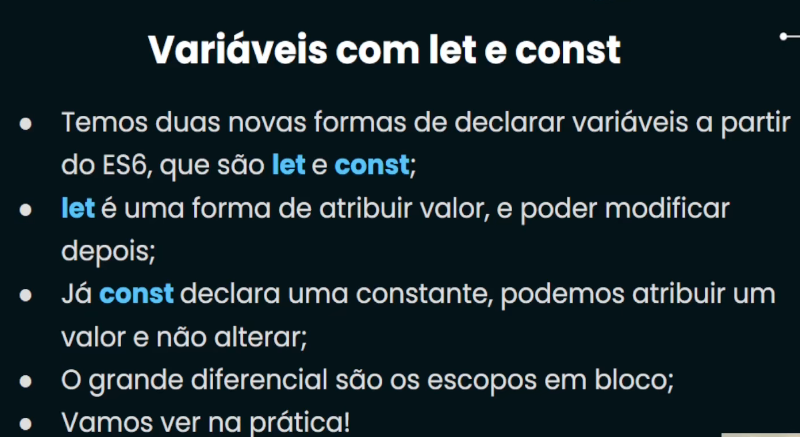 Variáveis com let e const
● Temos duas novas formas de declarar variáveis a partir
do ES6, que são let e const;
● let é uma forma de atribuir valor, e poder modificar
depois;
● Já const declara uma constante, podemos atribuir um
valor e não alterar;
● O grande diferencial são os escopos em bloco;
● Vamos ver na prática!